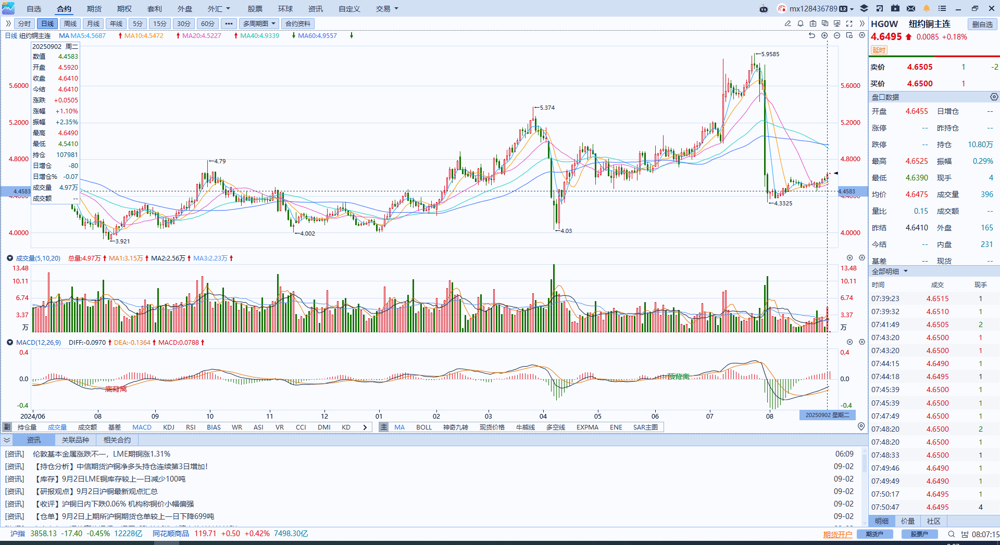 自选 合约 期货 期权 套利 外盘 外汇 股票 环球 资讯 自定义 交易 mx128436789 L2
分时 日线 周线 月线 年线 5分 15分 30分 60分 多周期图 合约资料
日线 纽约铜主连 MA MA5:4.5687 MA10:4.5472 MA20:4.5227 MA40:4.9339 MA60:4.9557
20250902 周二
数值 4.4583
开盘 4.5920
收盘 4.6410
今结 4.6410
涨跌 +0.0505
涨幅 +1.10%
振幅 +2.35%
最高 4.6490
最低 4.5410
持仓 107981
日增仓 -80
日增仓% -0.07
成交量 4.97万
成交额 --
5.6000
5.2000
4.8000
4.4583
4.0000
5.9585
5.374
4.79
4.3325
4.03
4.002
3.921
5.6000
5.2000
4.8000
4.4583
4.0000
成交量(5,10,20) 总量:4.97万 MA1:3.15万 MA2:2.56万 MA3:2.23万
13.48
10.11
6.74
3.37
万
13.48
10.11
6.74
3.37
万
MACD(12,26,9) DIFF:-0.0970 DEA:-0.1364 MACD:0.0788
0.4
0.0
-0.4
底背离
顶背离
0.4
0.0
-0.4
2024/06 08 09 10 11 12 01 02 03 04 05 06 07 08 20250902 星期二
副 持仓量 成交量 成交额 基差 MACD KDJ RSI BIAS WR ASI VR CCI DMI KD 主 MA BOLL 神奇九转 现货价格 牛熊线 多空线 EXPMA ENE SAR主图
资讯 关联品种 相关合约
[资讯] 伦敦基本金属涨跌不一，LME期铜涨1.31% 06:09
[资讯] 【持仓分析】中信期货沪铜净多头持仓连续第3日增加！ 09-02
[资讯] 【库存】9月2日LME铜库存较上一日减少100吨 09-02
[资讯] 【研报观点】9月2日沪铜最新观点汇总 09-02
[资讯] 【收评】沪铜日内下跌0.06% 机构称铜价小幅偏强 09-02
[资讯] 【仓单】9月2日上期所沪铜期货仓单较上一日下降699吨 09-02
HG0W 纽约铜主连 删自选
4.6495 0.0085 +0.18%
延时
卖价 4.6505 1 -2
买价 4.6500 1
盘口数据
开盘 4.6455 日增仓 --
涨停 -- 昨持仓 --
跌停 -- 持仓 10.80万
最高 4.6525 振幅 0.29%
最低 4.6390 现手 4
均价 4.6475 成交量 396
量比 0.15 成交额 --
昨结 4.6410 外盘 165
今结 -- 内盘 231
基差 -- 现货 --
全部明细
时间 成交 现手
07:39:23 4.6515 1
07:39:32 4.6510 1
07:41:49 4.6505 2
07:43:20 4.6500 1
07:43:20 4.6500 1
07:44:15 4.6490 1
07:44:18 4.6495 1
07:45:39 4.6500 1
07:45:39 4.6500 1
07:47:49 4.6500 1
07:48:20 4.6500 2
07:48:20 4.6500 1
07:48:33 4.6500 1
07:49:46 4.6490 1
07:49:49 4.6490 1
07:50:17 4.6495 1
07:50:47 4.6495 4
明细 价量 社区
沪指 3858.13 -17.40 -0.45% 12228亿 同花顺商品 119.71 +0.50 +0.42% 7498.30亿 期货开户 期货户 股票户 08:07:15